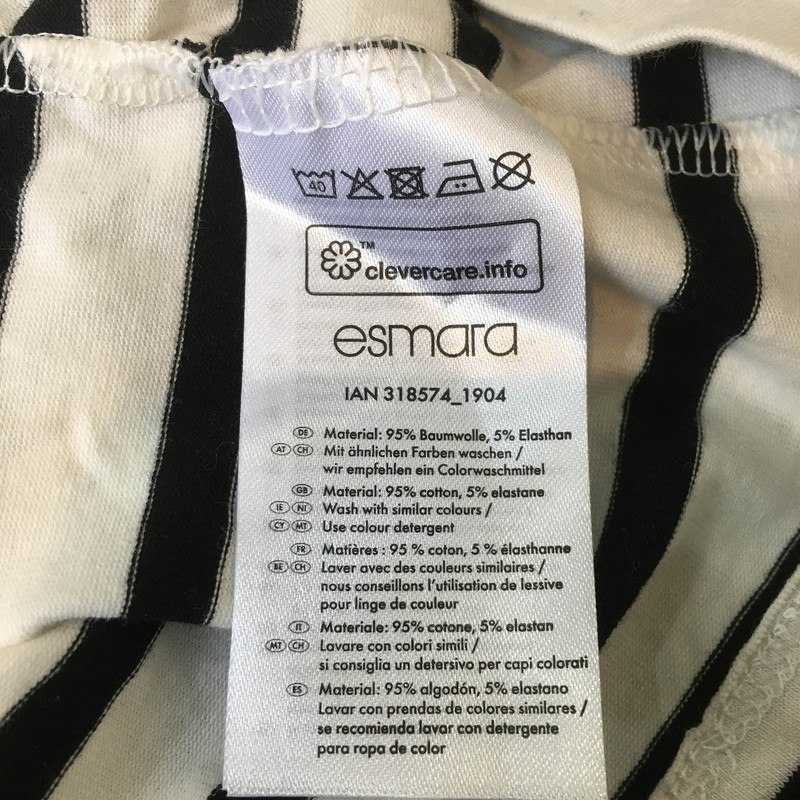 40
™
clevercare.info
esmara
IAN 318574_1904
DE Material: 95% Baumwolle, 5% Elasthan
AT CH Mit ähnlichen Farben waschen /
wir empfehlen ein Colorwaschmittel
GB Material: 95% cotton, 5% elastane
IE NI Wash with similar colours /
CY MT Use colour detergent
FR Matières : 95 % coton, 5 % élasthanne
BE CH Laver avec des couleurs similaires /
nous conseillons l'utilisation de lessive
pour linge de couleur
IT Materiale: 95% cotone, 5% elastan
MT CH Lavare con colori simili /
si consiglia un detersivo per capi colorati
ES Material: 95% algodón, 5% elastano
Lavar con prendas de colores similares /
se recomienda lavar con detergente
para ropa de color